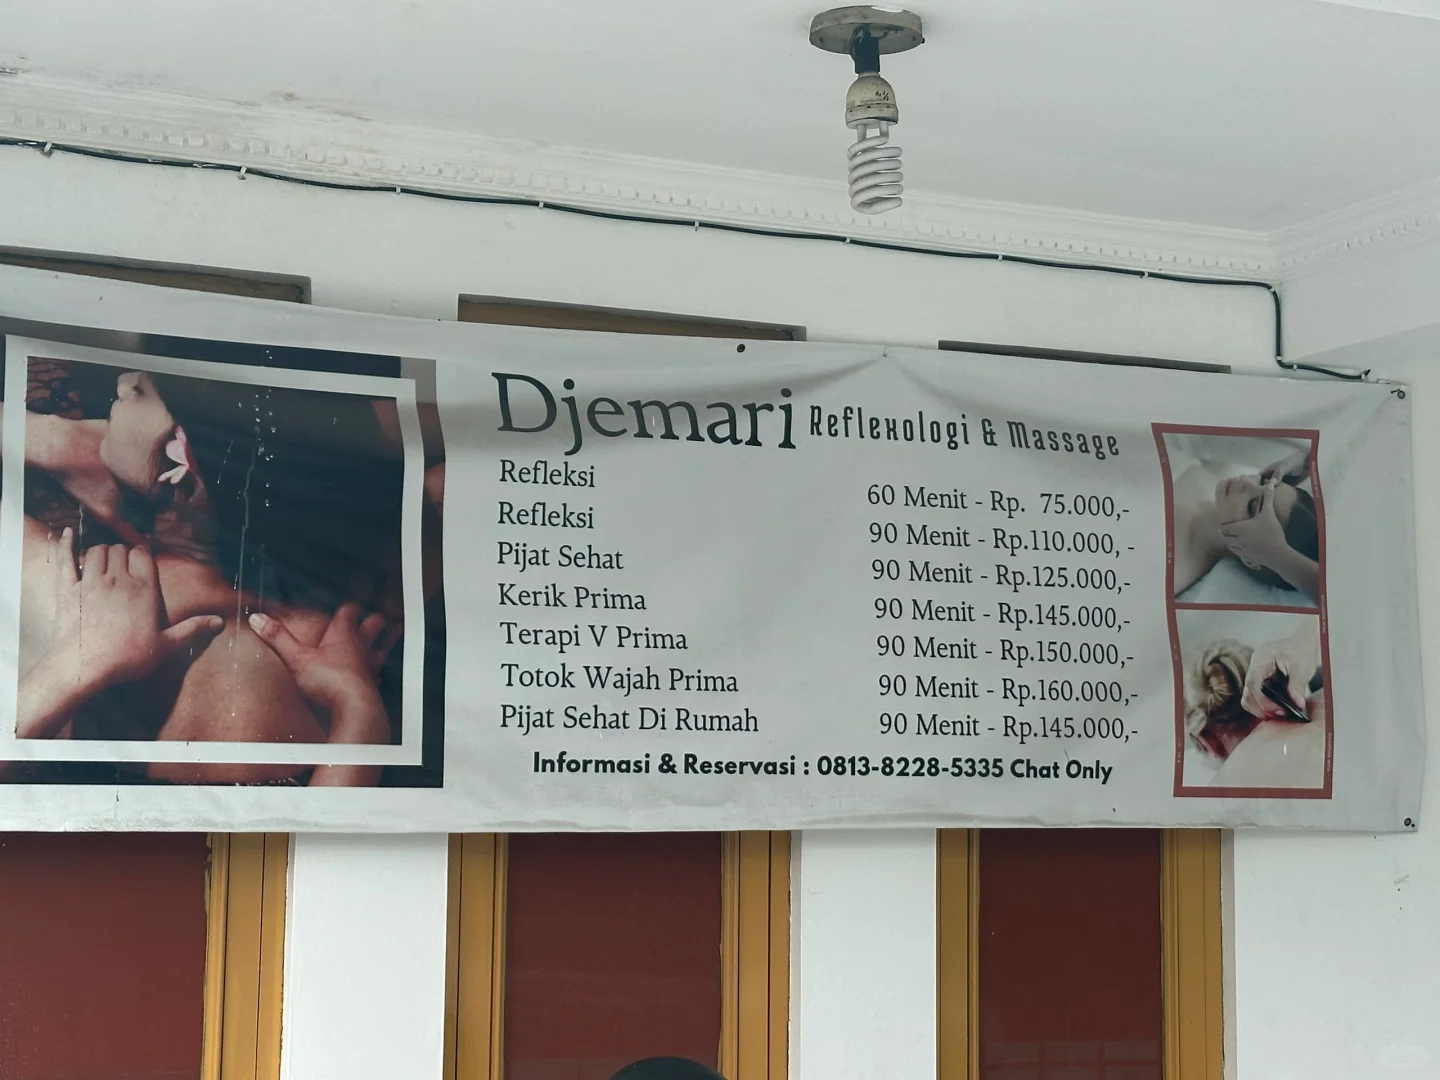 Djemari Reflexologi & Massage
Refleksi 60 Menit - Rp. 75.000,-
Refleksi 90 Menit - Rp.110.000, -
Pijat Sehat 90 Menit - Rp.125.000,-
Kerik Prima 90 Menit - Rp.145.000,-
Terapi V Prima 90 Menit - Rp.150.000,-
Totok Wajah Prima 90 Menit - Rp.160.000,-
Pijat Sehat Di Rumah 90 Menit - Rp.145.000,-
Informasi & Reservasi : 0813-8228-5335 Chat Only